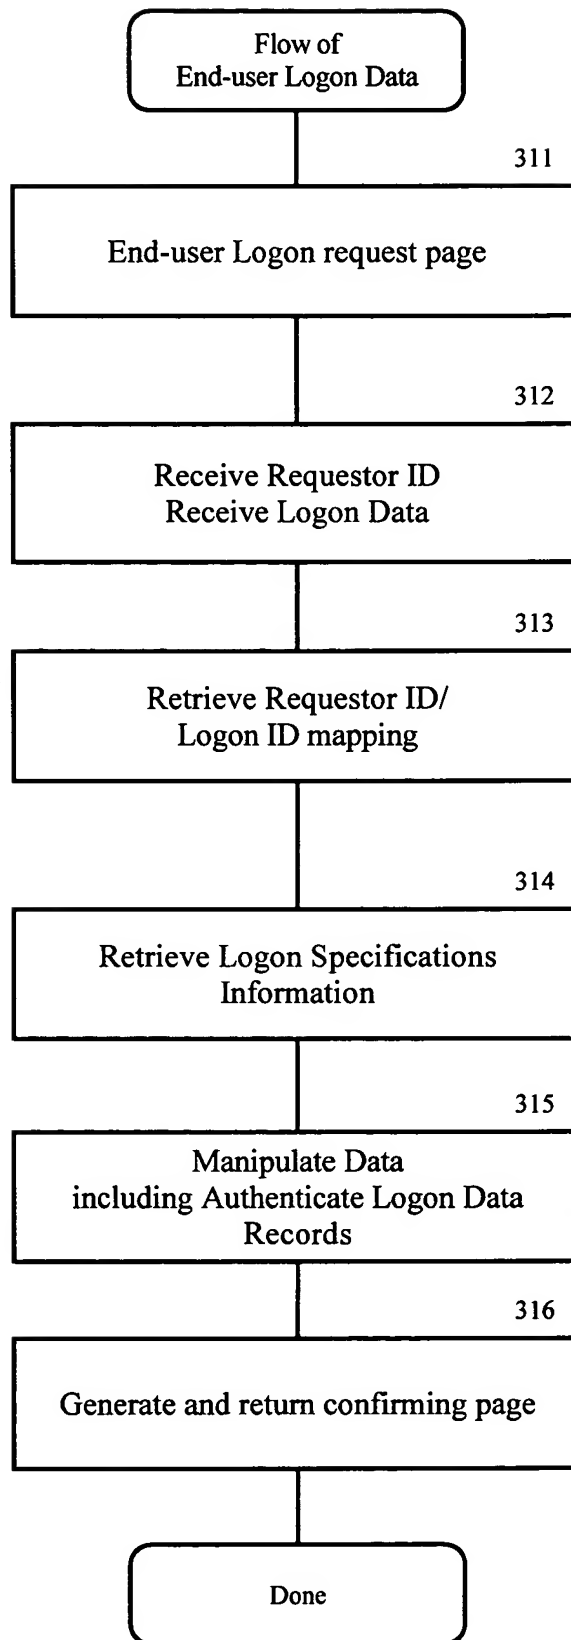 Flow of
End-user Logon Data
311
End-user Logon request page
312
Receive Requestor ID
Receive Logon Data
313
Retrieve Requestor ID/
Logon ID mapping
314
Retrieve Logon Specifications
Information
315
Manipulate Data
including Authenticate Logon Data
Records
316
Generate and return confirming page
Done